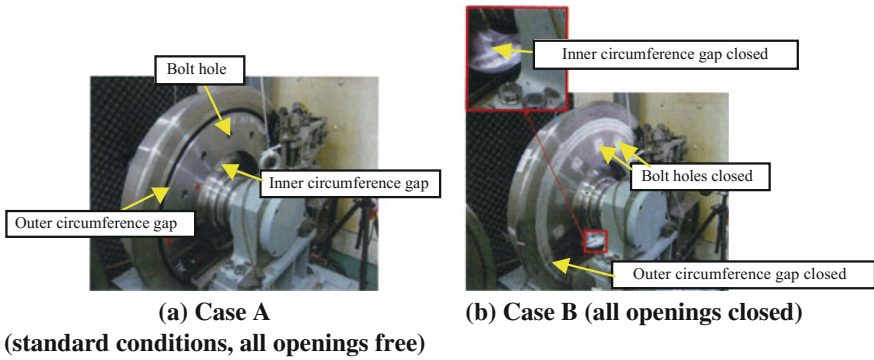 Bolt hole
Inner circumference gap
Outer circumference gap
(a) Case A
(standard conditions, all openings free)
Inner circumference gap closed
Bolt holes closed
Outer circumference gap closed
(b) Case B (all openings closed)